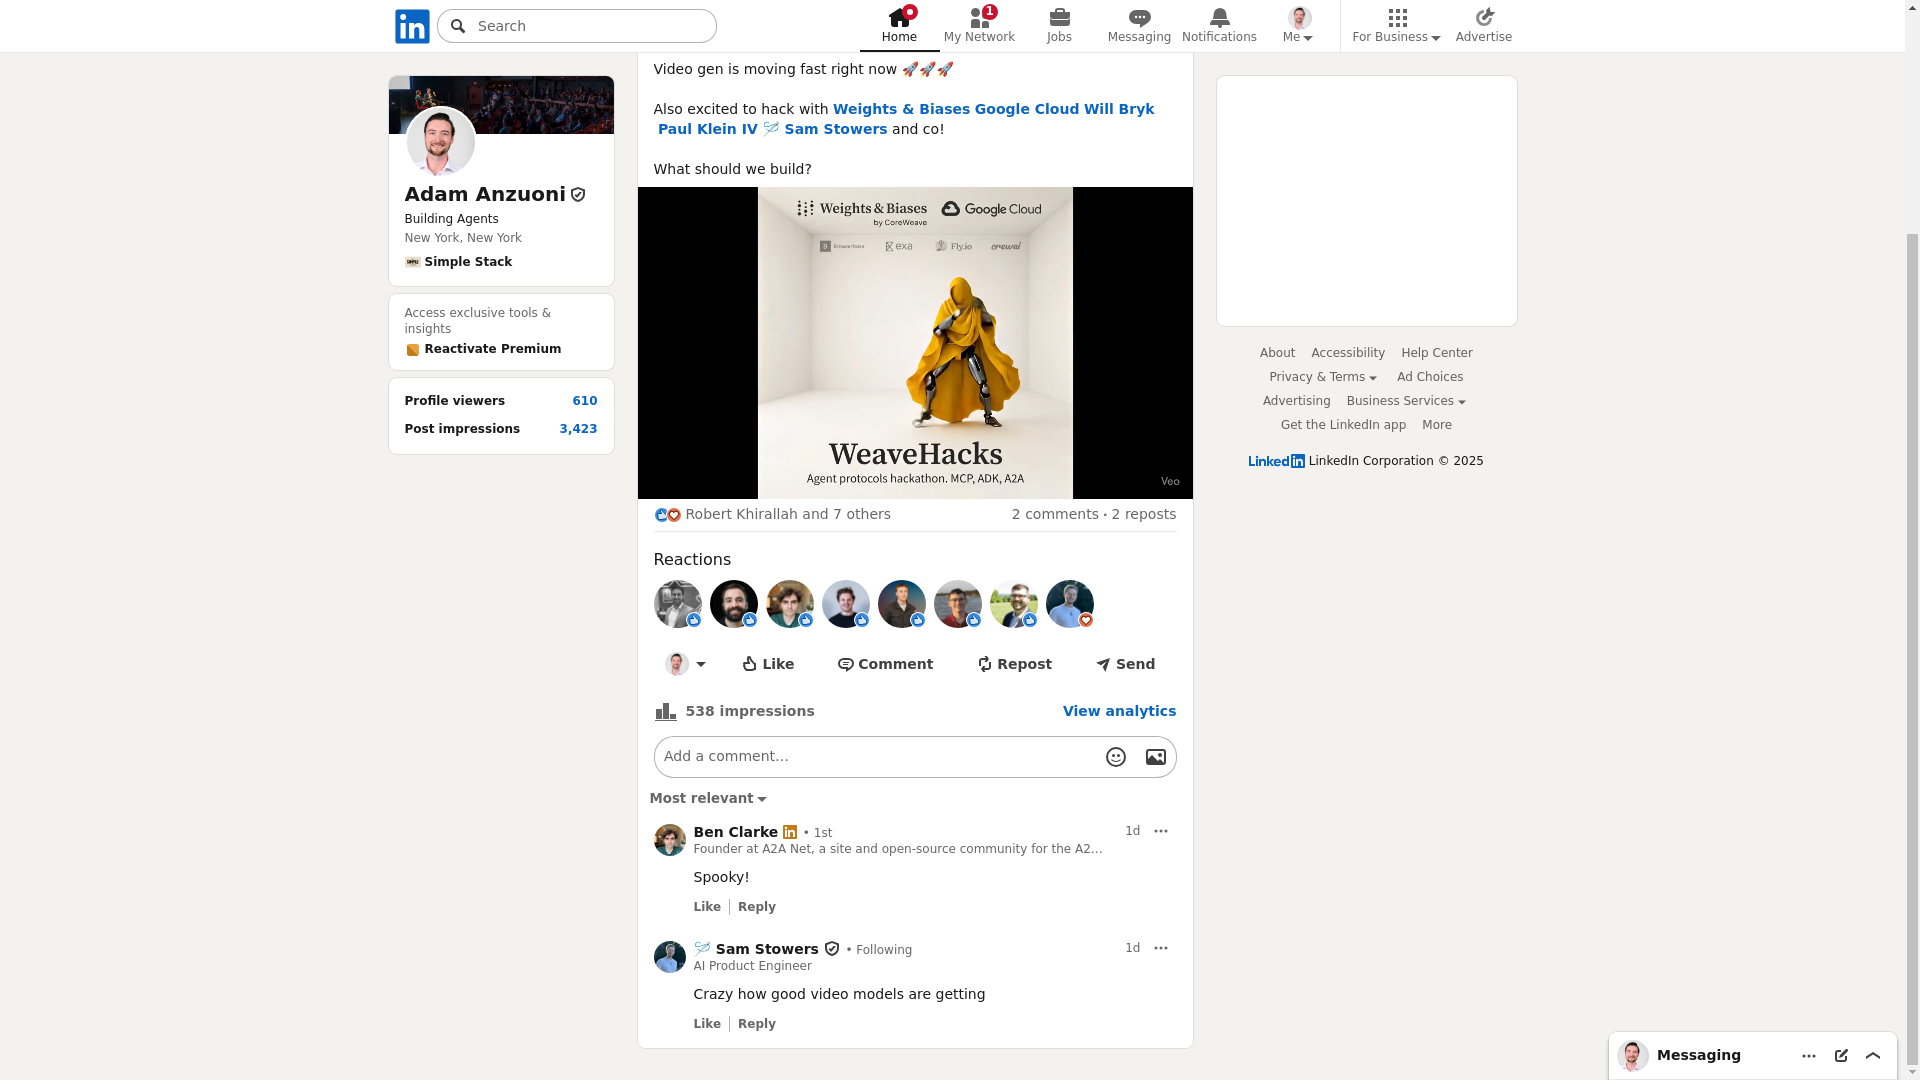 Search
Home
1
My Network
Jobs
Messaging
Notifications
Me
For Business
Advertise
Adam Anzuoni
Building Agents
New York, New York
Simple Stack
Access exclusive tools &
insights
Reactivate Premium
Profile viewers 610
Post impressions 3,423
Video gen is moving fast right now 🚀🚀🚀
Also excited to hack with Weights & Biases Google Cloud Will Bryk
Paul Klein IV 🪡 Sam Stowers and co!
What should we build?
Weights & Biases
by CoreWeave
Google Cloud
Browserbase
exa
Fly.io
crewai
WeaveHacks
Agent protocols hackathon. MCP, ADK, A2A
Veo
Robert Khirallah and 7 others
2 comments • 2 reposts
Reactions
Like
Comment
Repost
Send
538 impressions
View analytics
Add a comment...
Most relevant
Ben Clarke in • 1st
1d
Founder at A2A Net, a site and open-source community for the A2...
Spooky!
Like
Reply
🪡 Sam Stowers • Following
1d
AI Product Engineer
Crazy how good video models are getting
Like
Reply
About
Accessibility
Help Center
Privacy & Terms
Ad Choices
Advertising
Business Services
Get the LinkedIn app
More
LinkedIn LinkedIn Corporation © 2025
Messaging